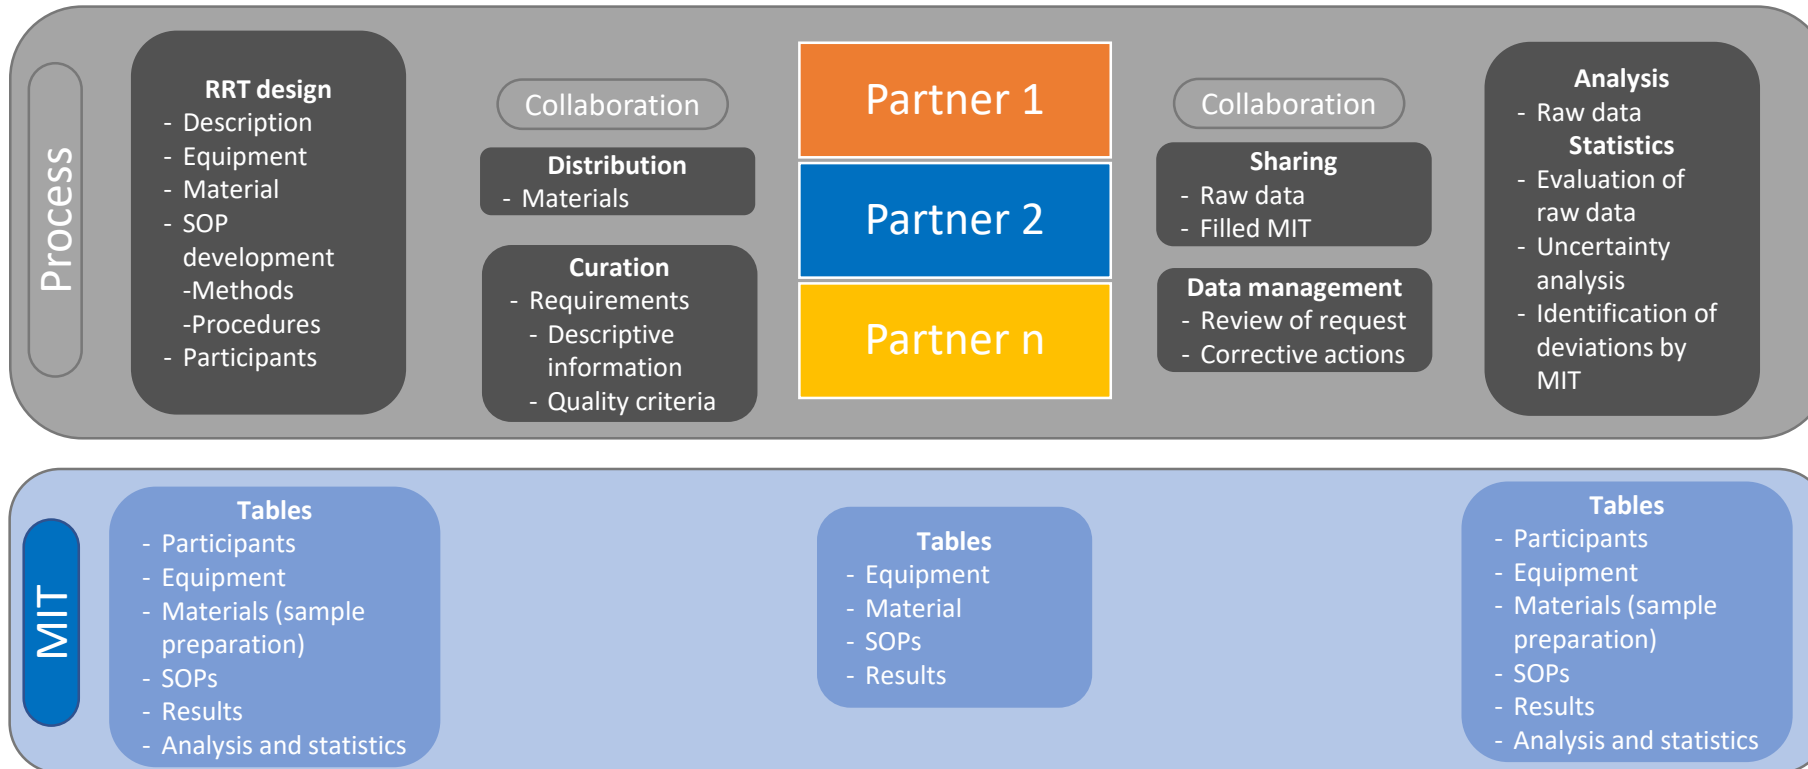 Process
RRT design
- Description
- Equipment
- Material
- SOP
development
-Methods
-Procedures
- Participants
Collaboration
Distribution
- Materials
Curation
- Requirements
- Descriptive
information
- Quality criteria
Partner 1
Partner 2
Partner n
Collaboration
Sharing
- Raw data
- Filled MIT
Data management
- Review of request
- Corrective actions
Analysis
- Raw data
Statistics
- Evaluation of
raw data
- Uncertainty
analysis
- Identification of
deviations by
MIT
MIT
Tables
- Participants
- Equipment
- Materials (sample
preparation)
- SOPs
- Results
- Analysis and statistics
Tables
- Equipment
- Material
- SOPs
- Results
Tables
- Participants
- Equipment
- Materials (sample
preparation)
- SOPs
- Results
- Analysis and statistics